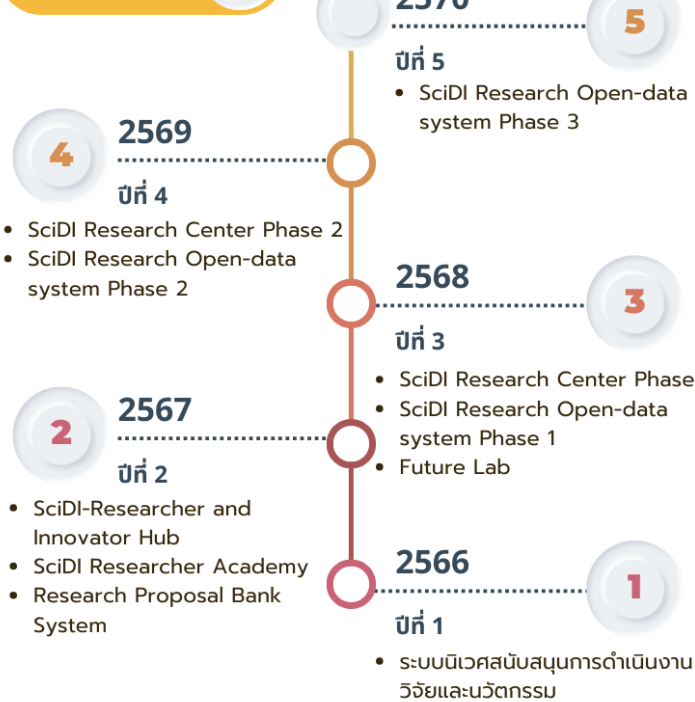 2570
5
ปีที่ 5
• SciDI Research Open-data
system Phase 3
2569
4
ปีที่ 4
• SciDI Research Center Phase 2
• SciDI Research Open-data
system Phase 2
2568
3
ปีที่ 3
• SciDI Research Center Phase
• SciDI Research Open-data
system Phase 1
• Future Lab
2567
2
ปีที่ 2
• SciDI-Researcher and
Innovator Hub
• SciDI Researcher Academy
• Research Proposal Bank
System
2566
1
ปีที่ 1
• ระบบนิเวศสนับสนุนการดำเนินงาน
วิจัยและนวัตกรรม